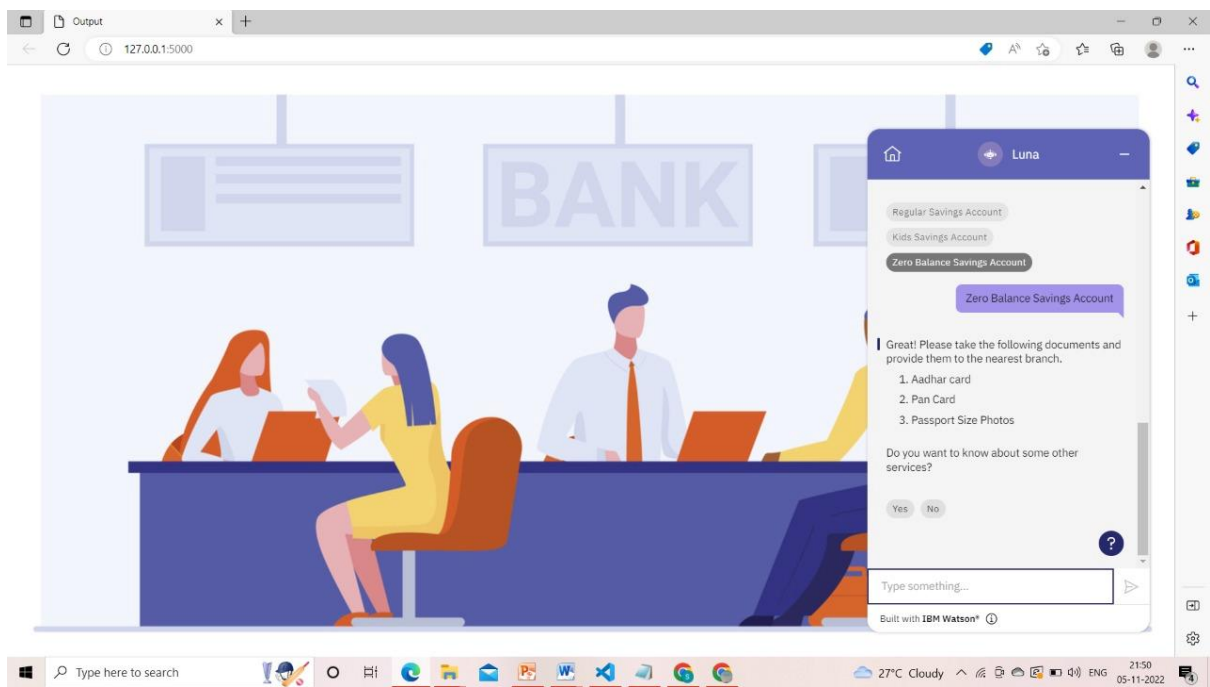 Output
127.0.0.1:5000
BANK
Luna
Regular Savings Account
Kids Savings Account
Zero Balance Savings Account
Zero Balance Savings Account
Great! Please take the following documents and
provide them to the nearest branch.
1. Aadhar card
2. Pan Card
3. Passport Size Photos
Do you want to know about some other
services?
Yes No
?
Type something...
Built with IBM Watson®
Type here to search
27°C Cloudy
ENG
21:50
05-11-2022
4